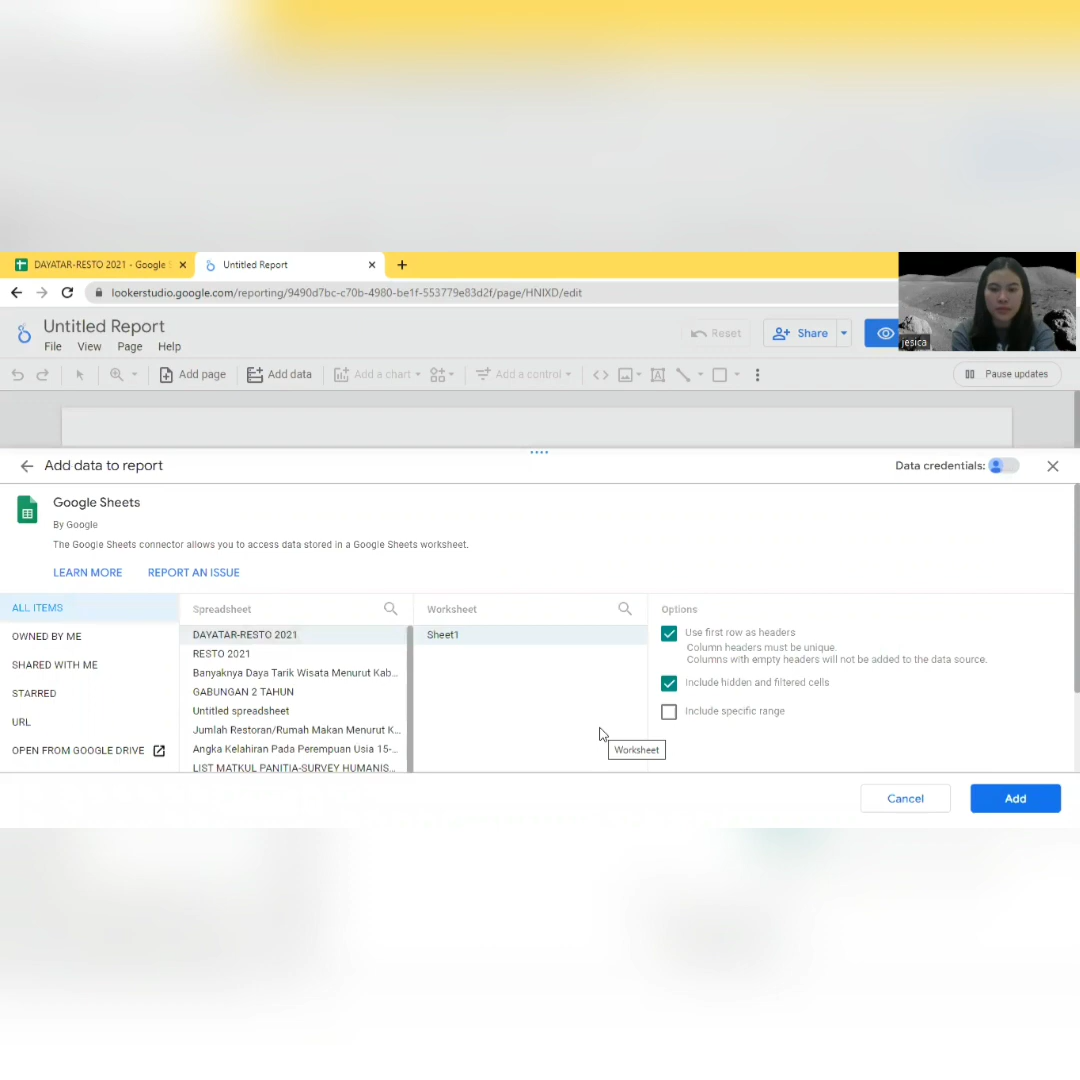 DAYATAR-RESTO 2021 - Google S
Untitled Report
lookerstudio.google.com/reporting/9490d7bc-c70b-4980-be1f-553779e83d2f/page/HNIXD/edit
Untitled Report
File View Page Help
Reset
Share
jesica
Add page
Add data
Add a chart
Add a control
Pause updates
Add data to report
Data credentials:
Google Sheets
By Google
The Google Sheets connector allows you to access data stored in a Google Sheets worksheet.
LEARN MORE
REPORT AN ISSUE
ALL ITEMS
OWNED BY ME
SHARED WITH ME
STARRED
URL
OPEN FROM GOOGLE DRIVE
Spreadsheet
DAYATAR-RESTO 2021
RESTO 2021
Banyaknya Daya Tarik Wisata Menurut Kab...
GABUNGAN 2 TAHUN
Untitled spreadsheet
Jumlah Restoran/Rumah Makan Menurut K...
Angka Kelahiran Pada Perempuan Usia 15-...
LIST MATKUL PANITIA-SURVEY HUMANIS...
Worksheet
Sheet1
Worksheet
Options
Use first row as headers
Column headers must be unique.
Columns with empty headers will not be added to the data source.
Include hidden and filtered cells
Include specific range
Cancel
Add